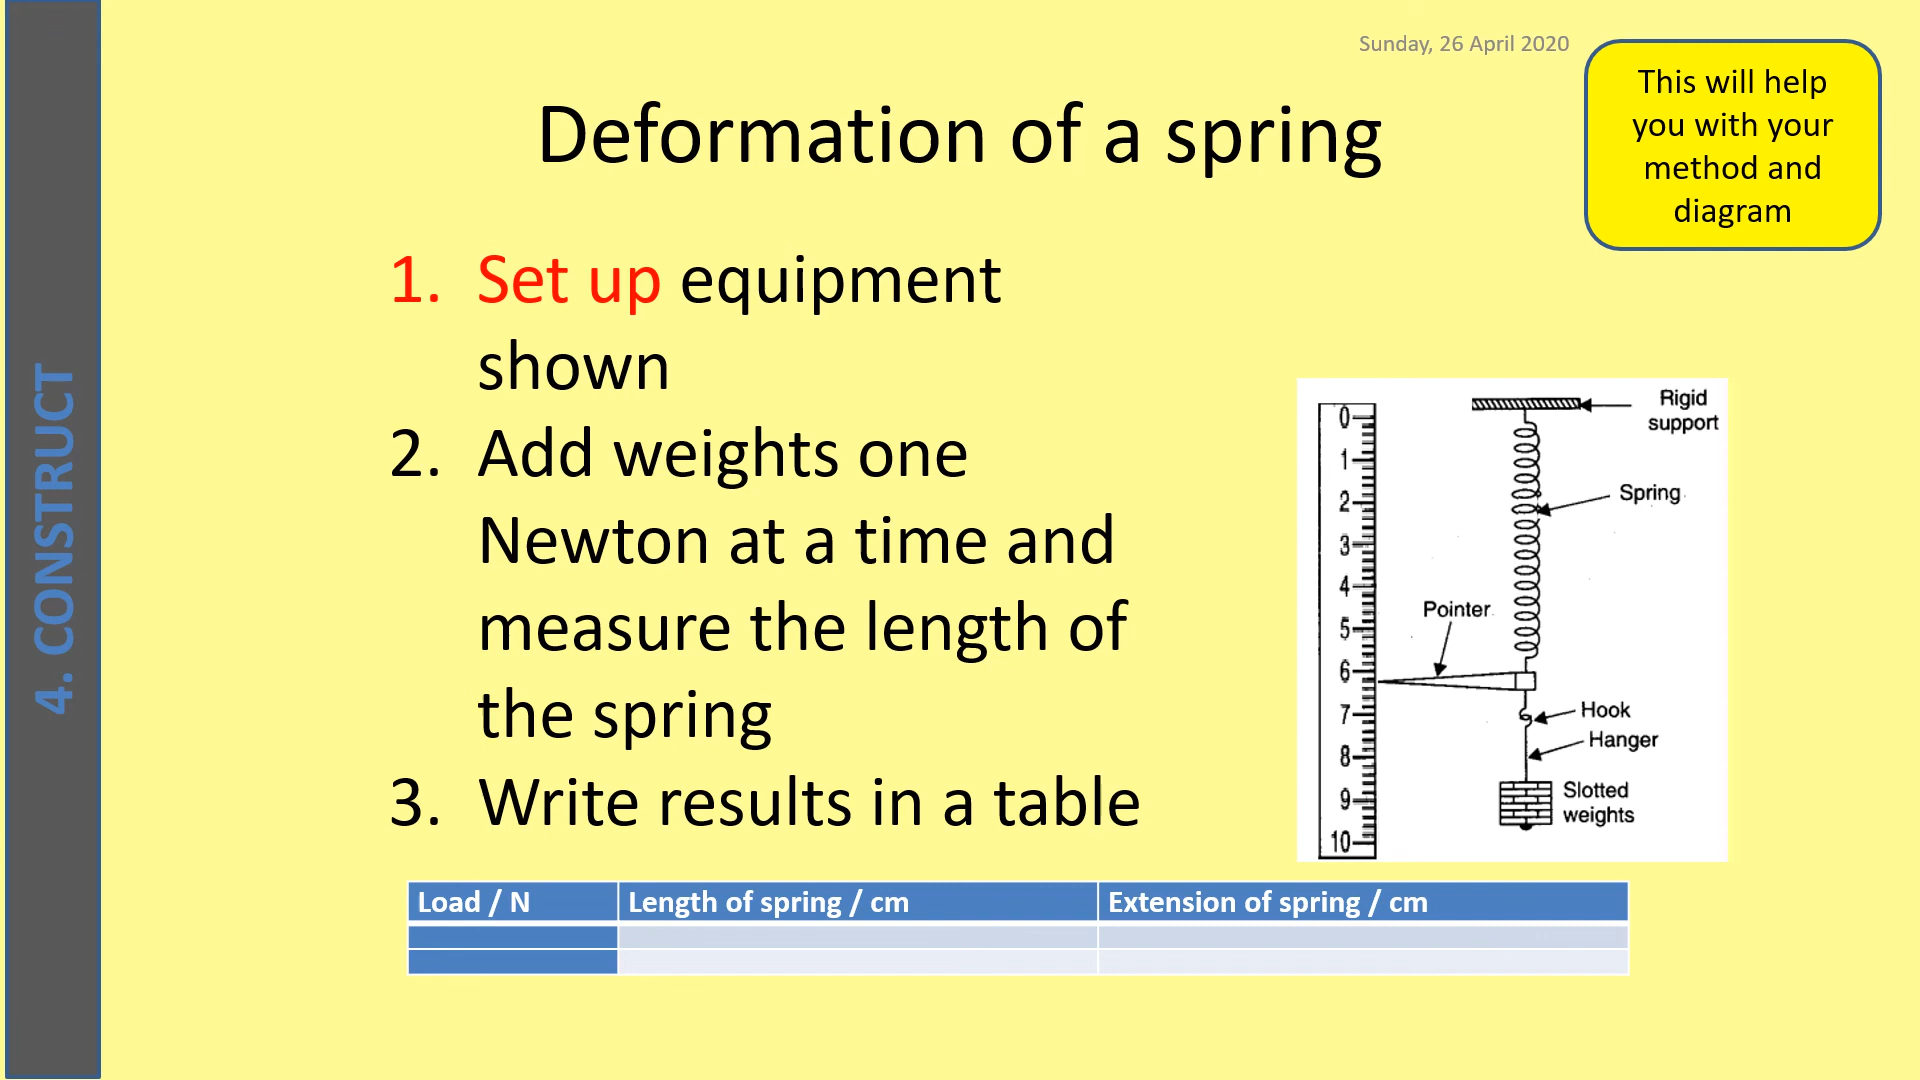 Sunday, 26 April 2020
This will help
you with your
method and
diagram
Deformation of a spring
1. Set up equipment
shown
2. Add weights one
Newton at a time and
measure the length of
the spring
3. Write results in a table
4. CONSTRUCT
0
1
2
3
4
5
6
7
8
9
10
Rigid
support
Spring
Pointer
Hook
Hanger
Slotted
weights
Load / N Length of spring / cm Extension of spring / cm